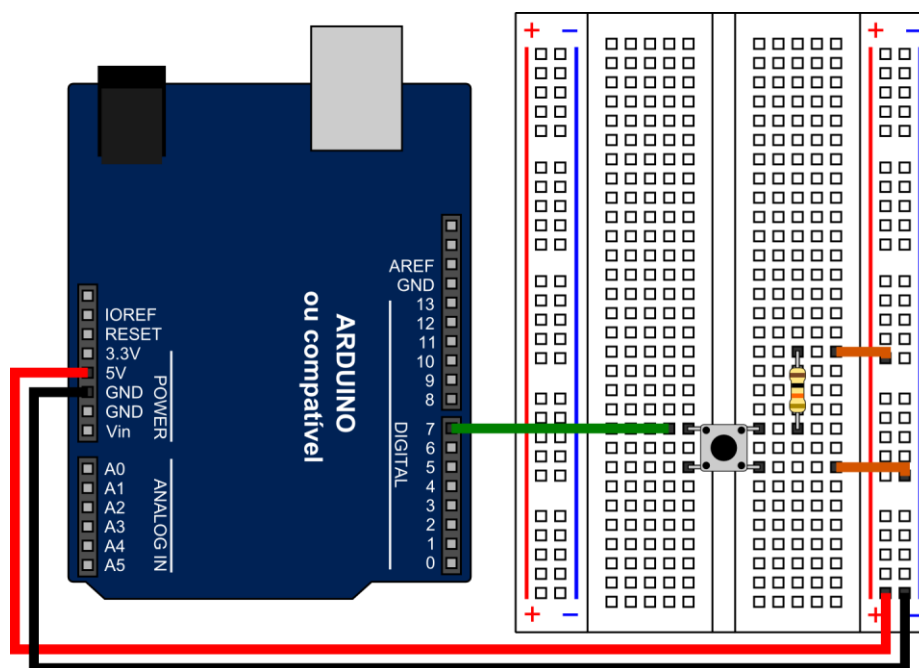 + −
+ −
IOREF
RESET
3.3V
5V
GND
GND
Vin
POWER
A0
A1
A2
A3
A4
A5
ANALOG IN
ARDUINO
ou compatível
AREF
GND
13
12
11
10
9
8
7
6
5
4
3
2
1
0
DIGITAL
+ −
+ −